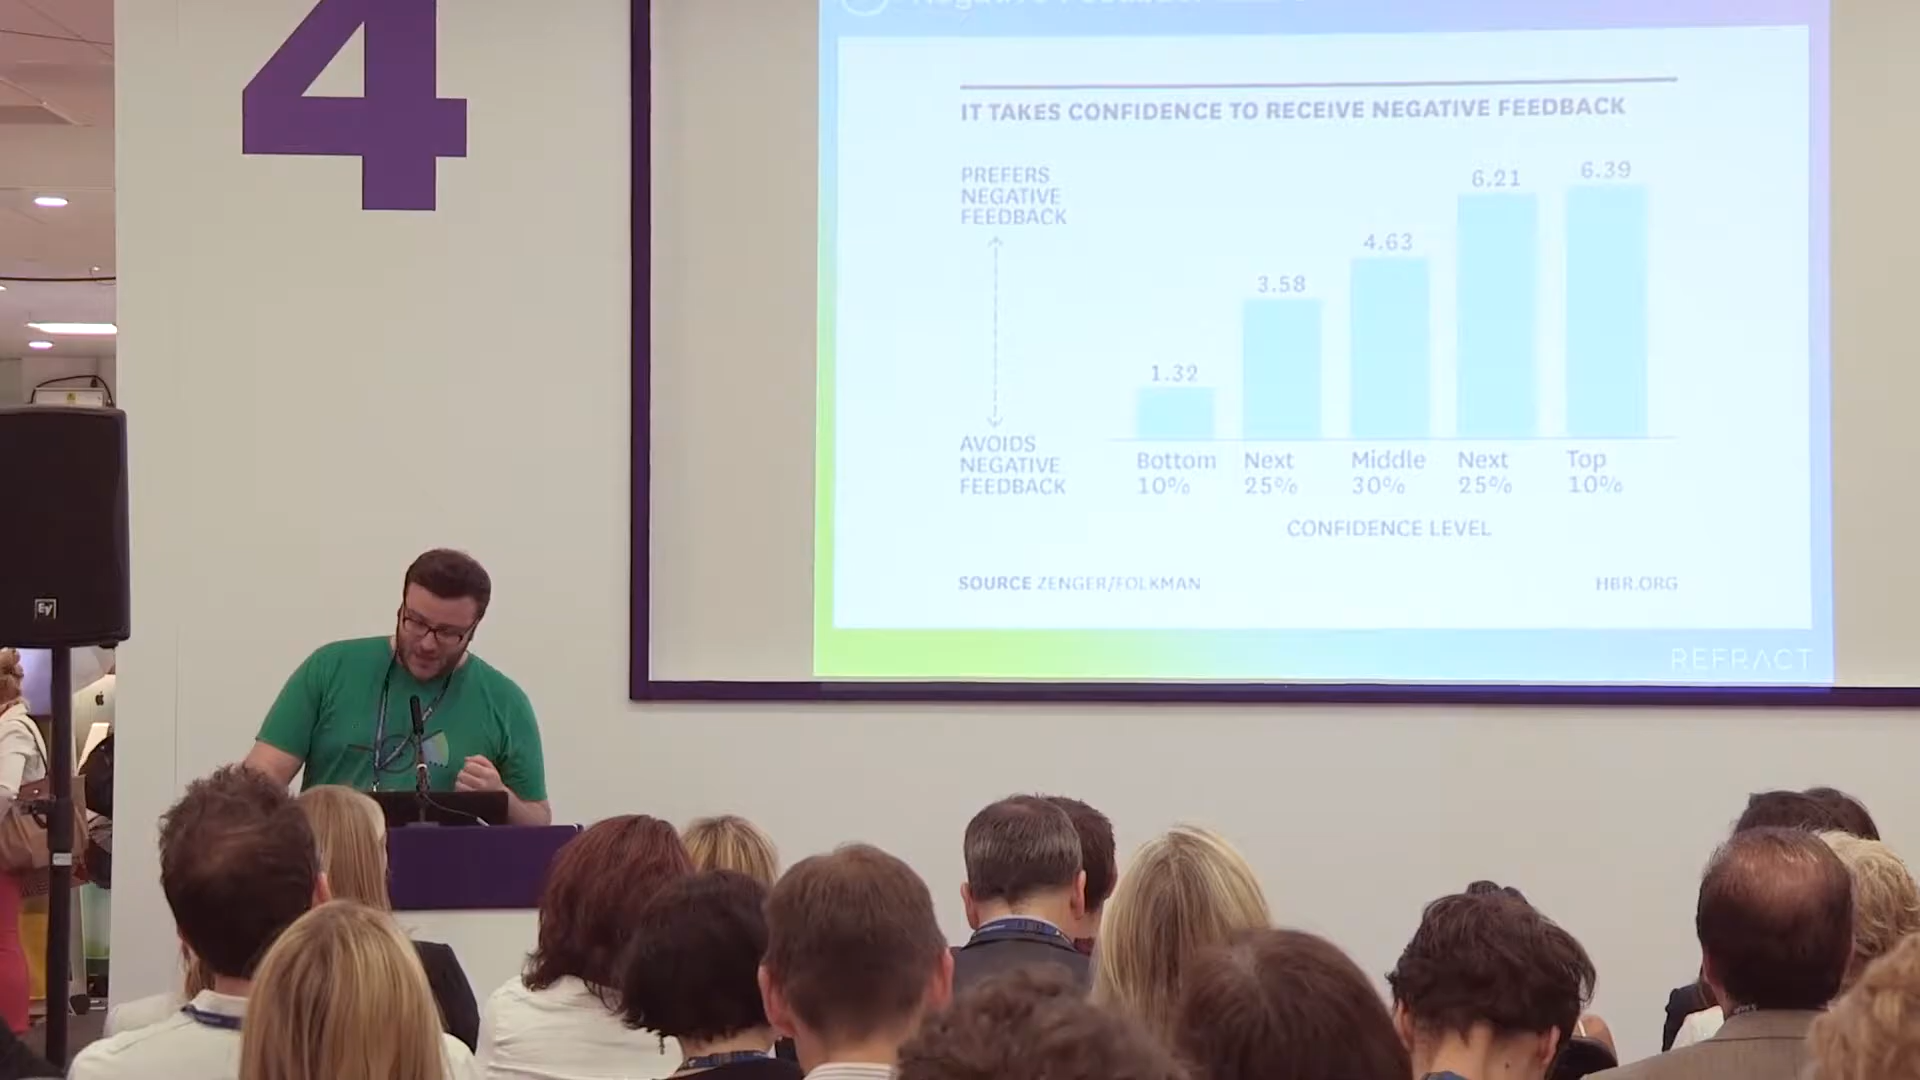 4
IT TAKES CONFIDENCE TO RECEIVE NEGATIVE FEEDBACK
PREFERS
NEGATIVE
FEEDBACK
AVOIDS
NEGATIVE
FEEDBACK
1.32
3.58
4.63
6.21
6.39
Bottom
10%
Next
25%
Middle
30%
Next
25%
Top
10%
CONFIDENCE LEVEL
SOURCE ZENGER/FOLKMAN
HBR.ORG
REFRACT
EV